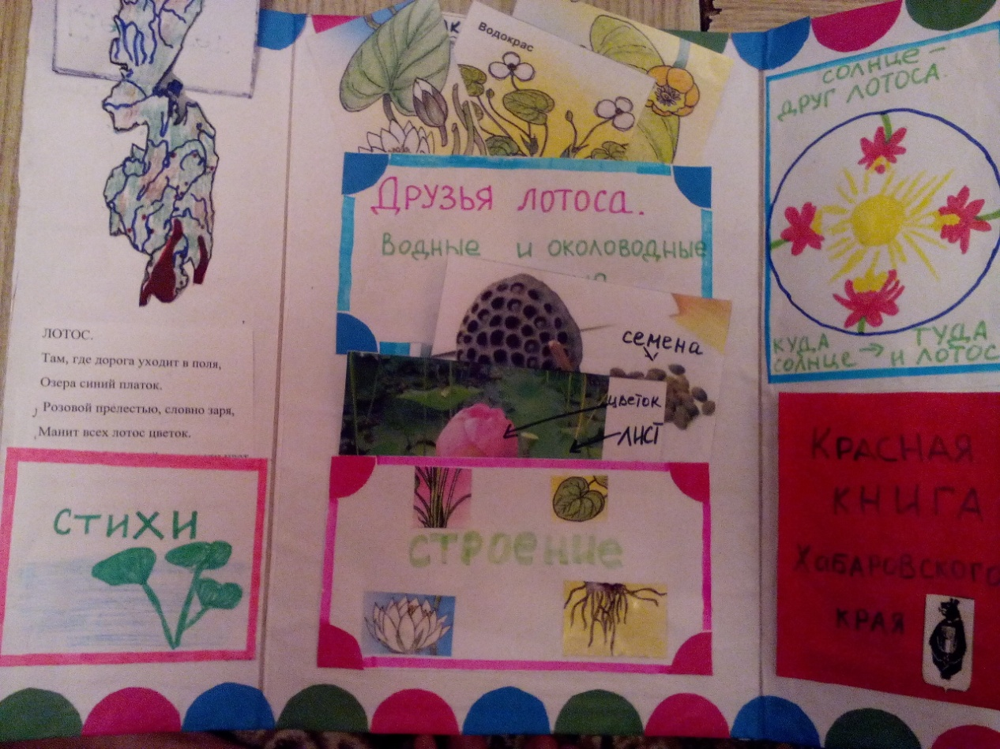 ЛОТОС.
Там, где дорога уходит в поля,
Озера синий платок.
Розовой прелестью, словно заря,
Манит всех лотос цветок.
СТИХИ
Водокрас
Друзья лотоса.
Водные и околоводные
семена
цветок
лист
строение
Солнце –
друг лотоса.
куда туда
солнце → и лотос
Красная
книга
Хабаровского
края